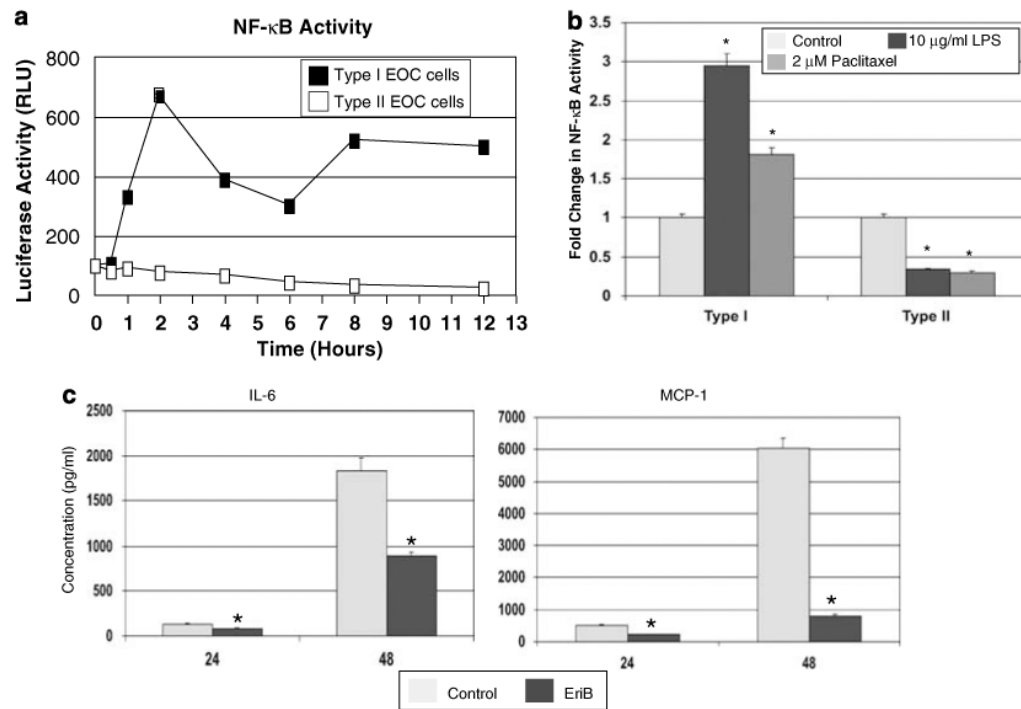 a
NF-κB Activity
Luciferase Activity (RLU)
800
600
400
200
0
Type I EOC cells
Type II EOC cells
0 1 2 3 4 5 6 7 8 9 10 11 12 13
Time (Hours)
b
Fold Change in NF-κB Activity
3.5
3
2.5
2
1.5
1
0.5
0
Control
10 μg/ml LPS
2 μM Paclitaxel
* * * *
Type I Type II
c
IL-6
Concentration (pg/ml)
2500
2000
1500
1000
500
0
* *
24 48
MCP-1
7000
6000
5000
4000
3000
2000
1000
0
* *
24 48
Control EriB